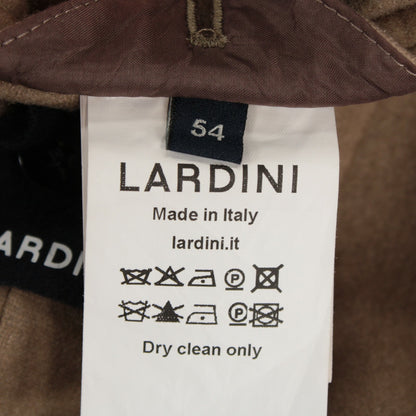 54
LARDINI
Made in Italy
lardini.it
ARDI
Dry clean only